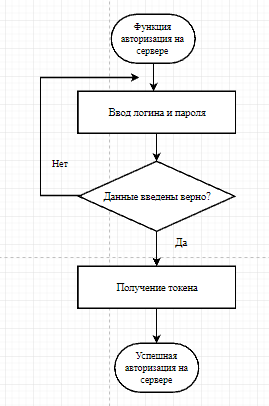 Функция
авторизация на
сервере
Ввод логина и пароля
Нет
Данные введены верно?
Да
Получение токена
Успешная
авторизация на
сервере